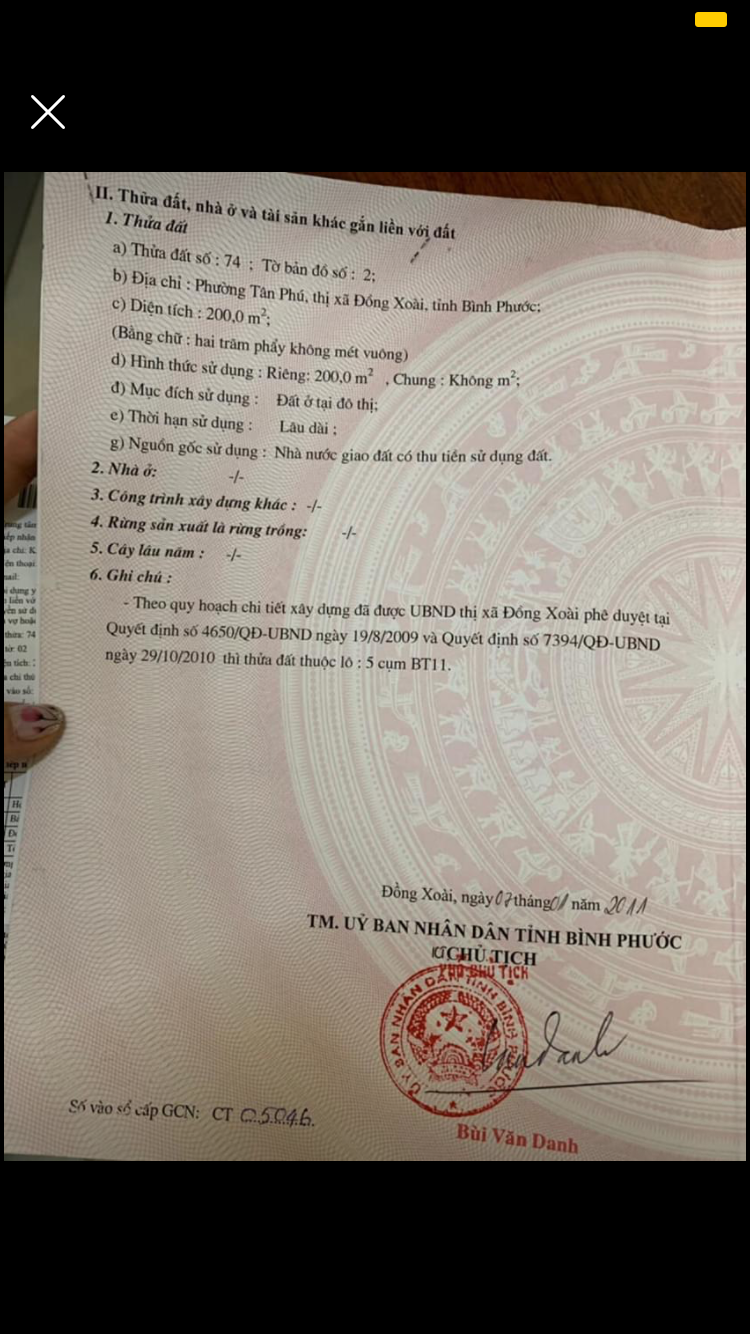 II. Thửa đất, nhà ở và tài sản khác gắn liền với đất
1. Thửa đất
a) Thửa đất số : 74 ; Tờ bản đồ số : 2;
b) Địa chỉ : Phường Tân Phú, thị xã Đồng Xoài, tỉnh Bình Phước;
c) Diện tích : 200,0 m²;
(Bằng chữ : hai trăm phẩy không mét vuông)
d) Hình thức sử dụng : Riêng: 200,0 m² , Chung : Không m²;
đ) Mục đích sử dụng : Đất ở tại đô thị;
e) Thời hạn sử dụng : Lâu dài ;
g) Nguồn gốc sử dụng : Nhà nước giao đất có thu tiền sử dụng đất.
2. Nhà ở: -/-
3. Công trình xây dựng khác : -/-
4. Rừng sản xuất là rừng trồng: -/-
5. Cây lâu năm : -/-
6. Ghi chú :
- Theo quy hoạch chi tiết xây dựng đã được UBND thị xã Đồng Xoài phê duyệt tại
Quyết định số 4650/QĐ-UBND ngày 19/8/2009 và Quyết định số 7394/QĐ-UBND
ngày 29/10/2010 thì thửa đất thuộc lô : 5 cụm BT11.
Đồng Xoài, ngày 07 tháng 01 năm 2011
TM. UỶ BAN NHÂN DÂN TỈNH BÌNH PHƯỚC
KT CHỦ TỊCH
PHÓ CHỦ TỊCH
Bùi Văn Danh
Số vào sổ cấp GCN: CT 05046.